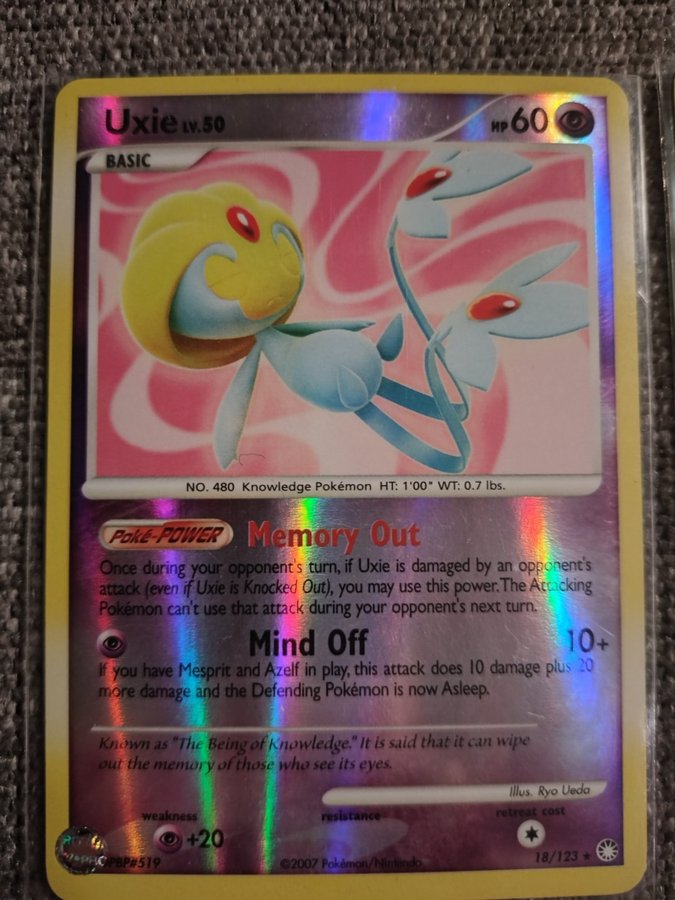 Uxie LV.50 HP 60
BASIC
NO. 480 Knowledge Pokémon HT: 1'00" WT: 0.7 lbs.
Poké-POWER Memory Out
Once during your opponent's turn, if Uxie is damaged by an opponent's
attack (even if Uxie is Knocked Out), you may use this power. The Attacking
Pokémon can't use that attack during your opponent's next turn.
Mind Off 10+
If you have Mesprit and Azelf in play, this attack does 10 damage plus 20
more damage and the Defending Pokémon is now Asleep.
Known as "The Being of Knowledge." It is said that it can wipe
out the memory of those who see its eyes.
Illus. Ryo Ueda
weakness resistance retreat cost
+20
PBP#519 ©2007 Pokémon/Nintendo 18/123 ★